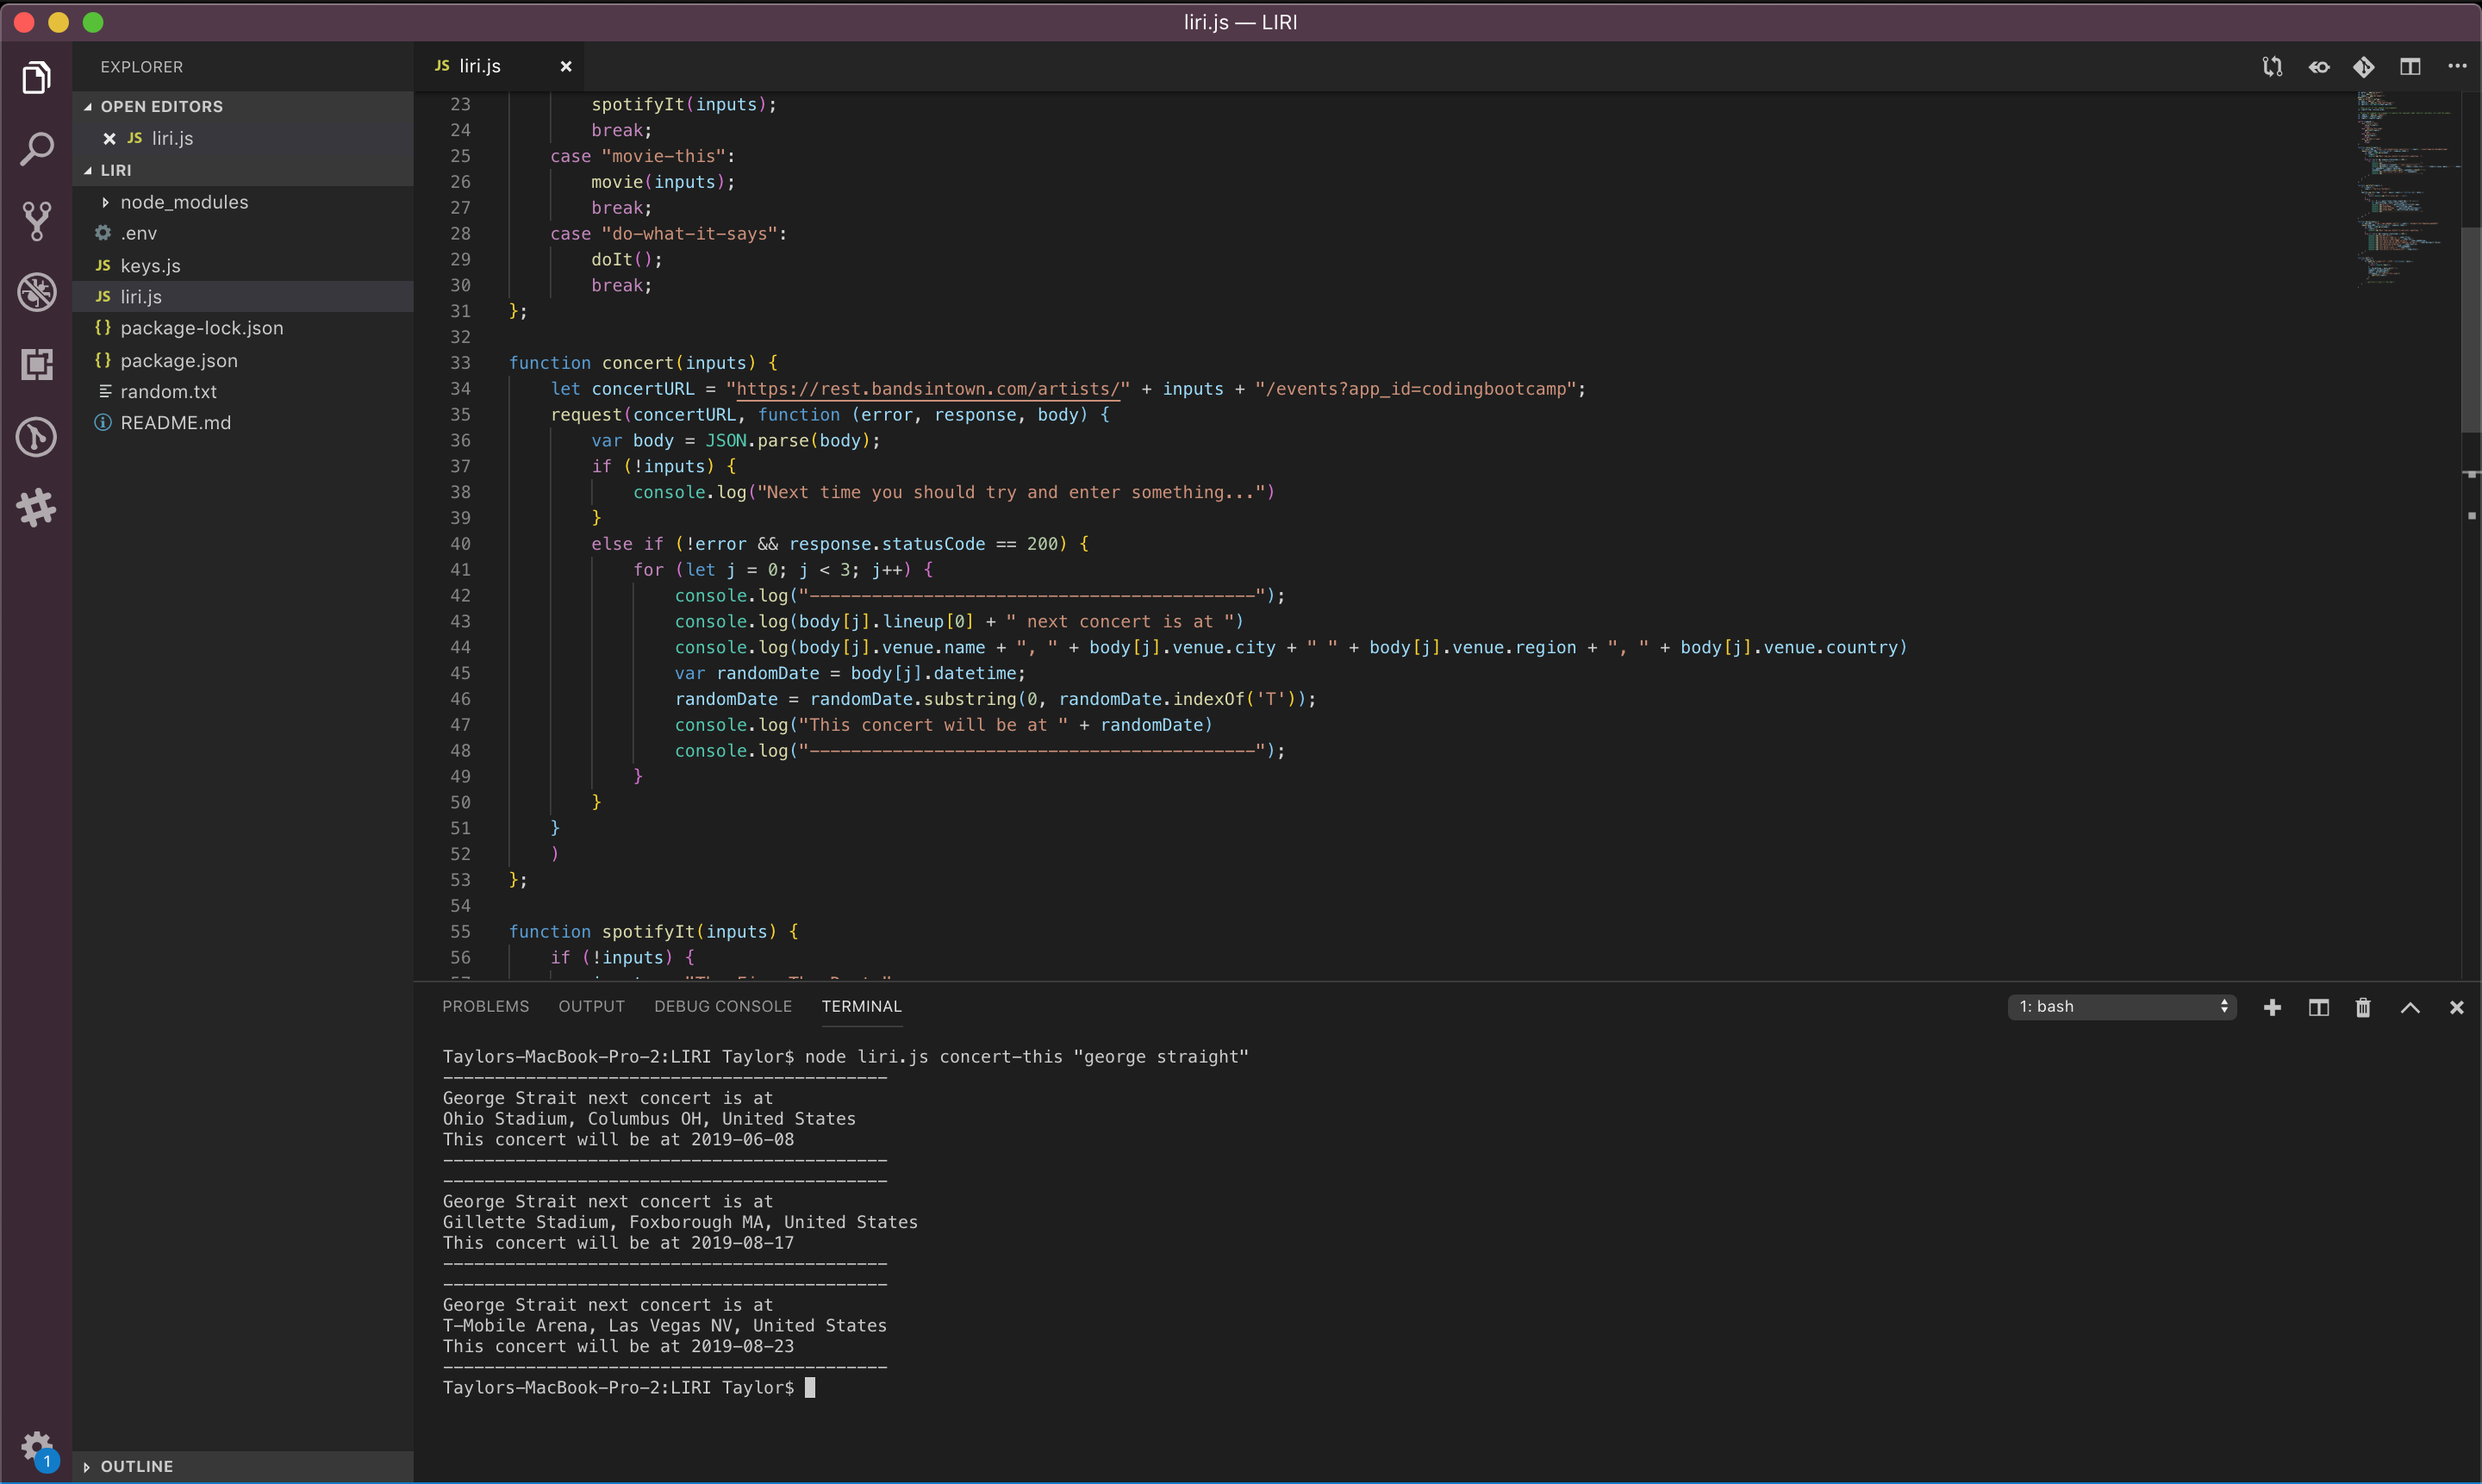 liri.js — LIRI
EXPLORER
OPEN EDITORS
JS liri.js
LIRI
node_modules
.env
JS keys.js
JS liri.js
{} package-lock.json
{} package.json
random.txt
README.md
OUTLINE
1
JS liri.js
23 spotifyIt(inputs);
24 break;
25 case "movie-this":
26 movie(inputs);
27 break;
28 case "do-what-it-says":
29 doIt();
30 break;
31 };
32
33 function concert(inputs) {
34 let concertURL = "https://rest.bandsintown.com/artists/" + inputs + "/events?app_id=codingbootcamp";
35 request(concertURL, function (error, response, body) {
36 var body = JSON.parse(body);
37 if (!inputs) {
38 console.log("Next time you should try and enter something...")
39 }
40 else if (!error && response.statusCode == 200) {
41 for (let j = 0; j < 3; j++) {
42 console.log("-------------------------------------------");
43 console.log(body[j].lineup[0] + " next concert is at ")
44 console.log(body[j].venue.name + ", " + body[j].venue.city + " " + body[j].venue.region + ", " + body[j].venue.country)
45 var randomDate = body[j].datetime;
46 randomDate = randomDate.substring(0, randomDate.indexOf('T'));
47 console.log("This concert will be at " + randomDate)
48 console.log("-------------------------------------------");
49 }
50 }
51 }
52 )
53 };
54
55 function spotifyIt(inputs) {
56 if (!inputs) {
PROBLEMS OUTPUT DEBUG CONSOLE TERMINAL 1: bash
Taylors-MacBook-Pro-2:LIRI Taylor$ node liri.js concert-this "george straight"
-------------------------------------------
George Strait next concert is at
Ohio Stadium, Columbus OH, United States
This concert will be at 2019-06-08
-------------------------------------------
-------------------------------------------
George Strait next concert is at
Gillette Stadium, Foxborough MA, United States
This concert will be at 2019-08-17
-------------------------------------------
-------------------------------------------
George Strait next concert is at
T-Mobile Arena, Las Vegas NV, United States
This concert will be at 2019-08-23
-------------------------------------------
Taylors-MacBook-Pro-2:LIRI Taylor$